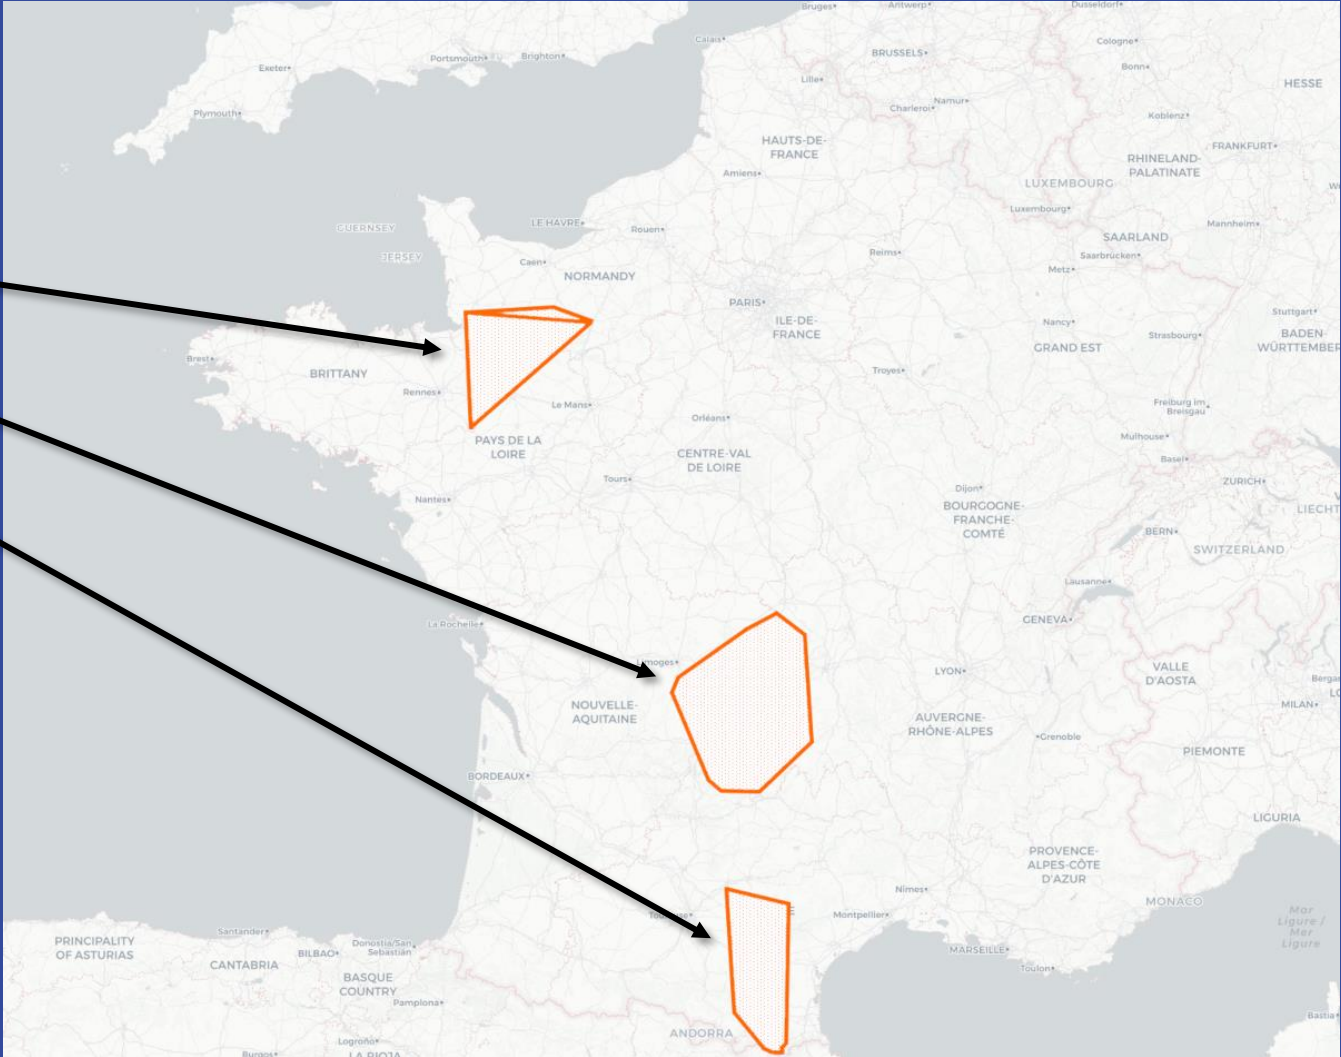 Bruges
Antwerp
Dusseldorf
Calais
Cologne
BRUSSELS
Portsmouth
Brighton
Exeter
Bonn
Lille
HESSE
Charleroi
Namur
Plymouth
Koblenz
HAUTS-DE-
FRANCE
FRANKFURT
RHINELAND-
PALATINATE
Amiens
LUXEMBOURG
Luxembourg
LE HAVRE
Rouen
GUERNSEY
Mannheim
SAARLAND
JERSEY
Caen
Reims
Saarbrücken
Metz
NORMANDY
PARIS
ILE-DE-
FRANCE
Nancy
Stuttgart
Strasbourg
BADEN
WÜRTTEMBER
GRAND EST
Brest
BRITTANY
Troyes
Rennes
Le Mans
Freiburg im
Breisgau
Orléans
Mulhouse
PAYS DE LA
LOIRE
CENTRE-VAL
DE LOIRE
Basel
Tours
ZURICH
Dijon
Nantes
BOURGOGNE-
FRANCHE-
COMTÉ
LIECHT
BERN
SWITZERLAND
Lausanne
La Rochelle
GENEVA
moges
LYON
VALLE
D'AOSTA
Berga
NOUVELLE-
AQUITAINE
MILAN
AUVERGNE-
RHÔNE-ALPES
Grenoble
PIEMONTE
BORDEAUX
LIGURIA
PROVENCE-
ALPES-CÔTE
D'AZUR
Nîmes
MONACO
Montpellier
E
Mar
Ligure /
Mer
Ligure
Santander
PRINCIPALITY
OF ASTURIAS
BILBAO
Donostia/San
Sebastián
MARSEILLE
Toulon
CANTABRIA
BASQUE
COUNTRY
Pamplona
Bastia
ANDORRA
Logroño
LA RIOJA
Burgos